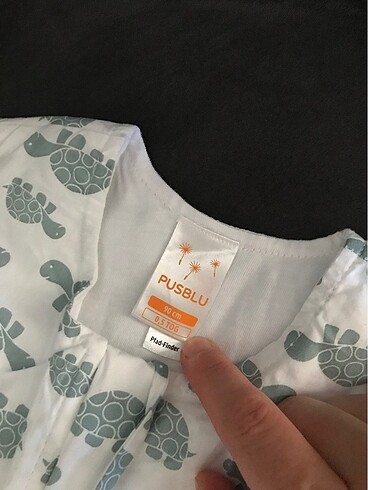 PUSBLU
90 cm
0,5 TOG
Pfad-Finder